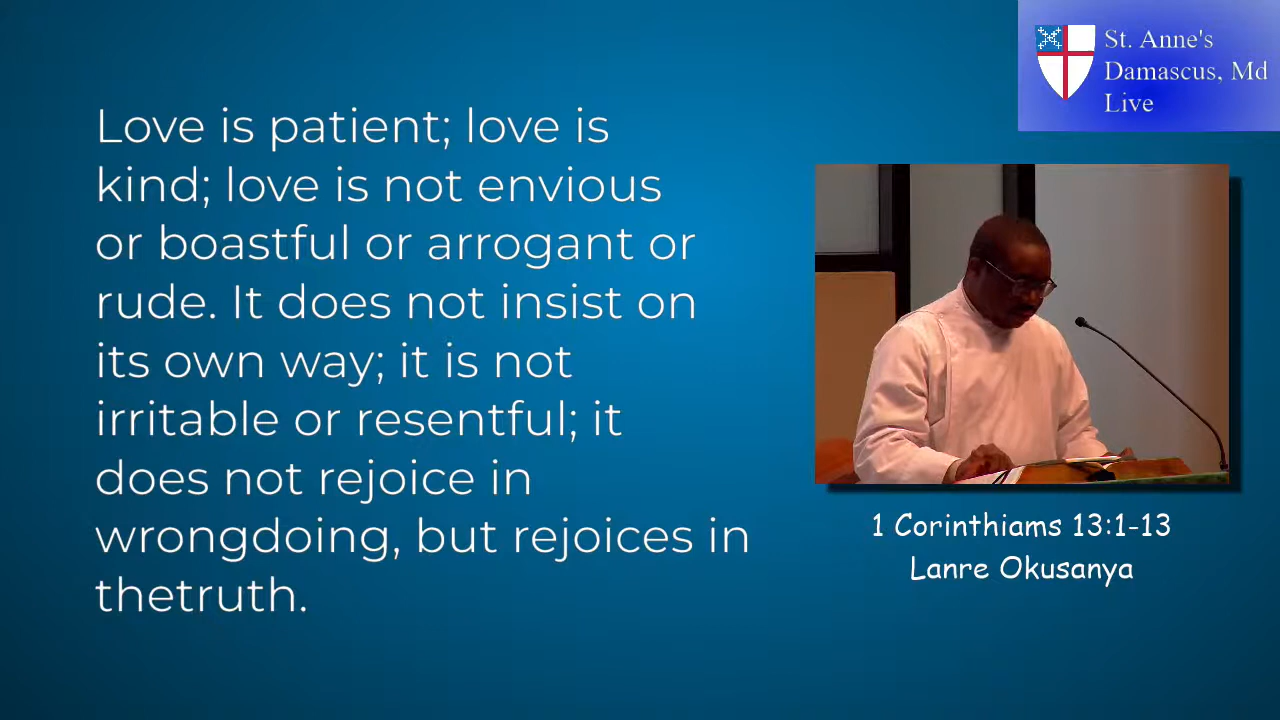 Love is patient; love is
kind; love is not envious
or boastful or arrogant or
rude. It does not insist on
its own way; it is not
irritable or resentful; it
does not rejoice in
wrongdoing, but rejoices in
thetruth.
St. Anne's
Damascus, Md
Live
1 Corinthiams 13:1-13
Lanre Okusanya